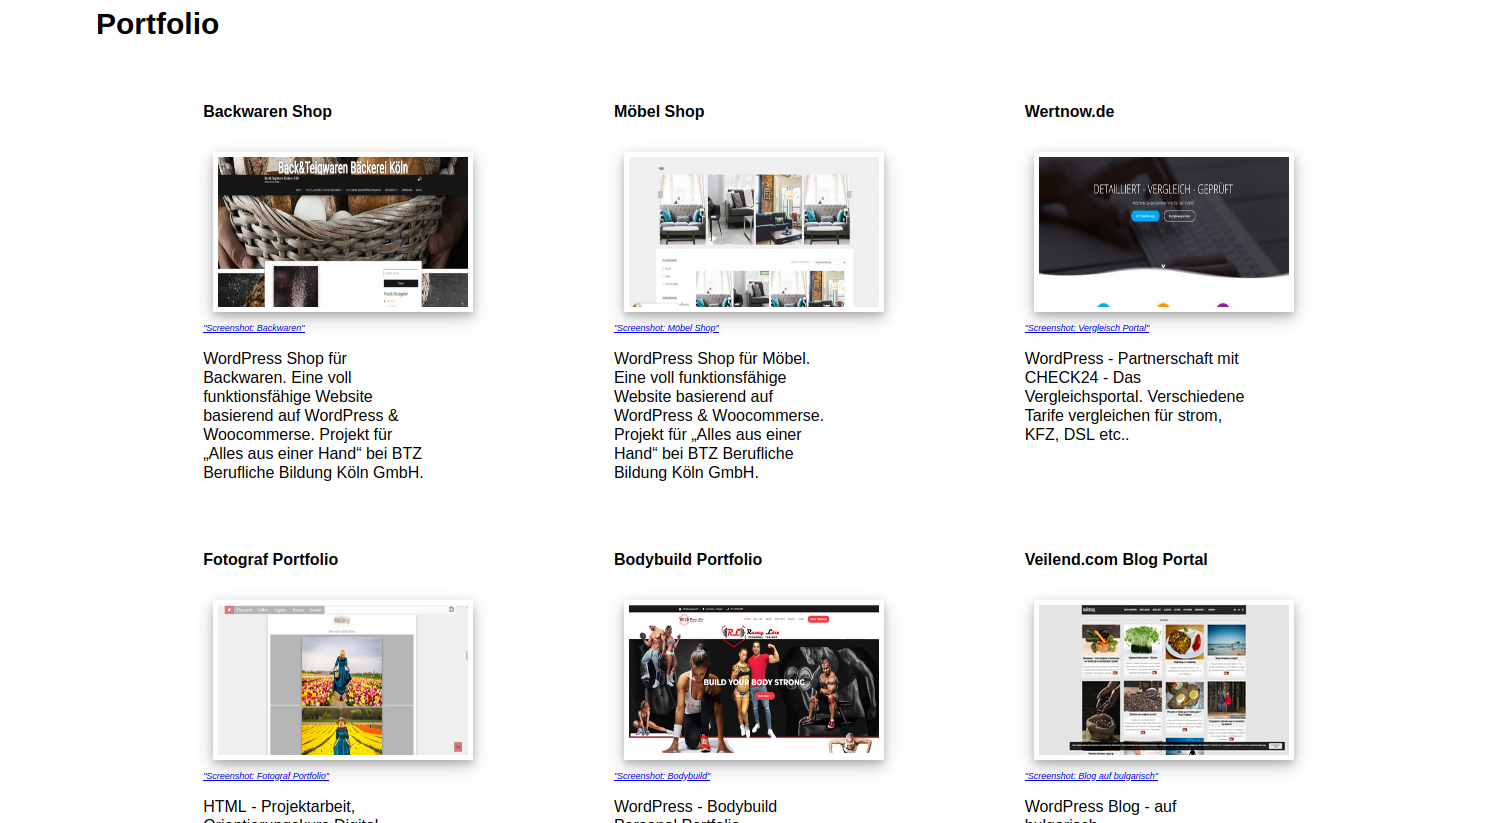 Portfolio
Backwaren Shop
Möbel Shop
Wertnow.de
Back&Teigwaren Bäckerei Köln
DETAILLIERT - VERGLEICH - GEPRÜFT
"Screenshot: Backwaren"
"Screenshot: Möbel Shop"
"Screenshot: Vergleisch Portal"
WordPress Shop für
Backwaren. Eine voll
funktionsfähige Website
basierend auf WordPress &
Woocommerse. Projekt für
„Alles aus einer Hand“ bei BTZ
Berufliche Bildung Köln GmbH.
WordPress Shop für Möbel.
Eine voll funktionsfähige
Website basierend auf
WordPress & Woocommerse.
Projekt für „Alles aus einer
Hand“ bei BTZ Berufliche
Bildung Köln GmbH.
WordPress - Partnerschaft mit
CHECK24 - Das
Vergleichsportal. Verschiedene
Tarife vergleichen für strom,
KFZ, DSL etc..
Fotograf Portfolio
Bodybuild Portfolio
Veilend.com Blog Portal
BUILD YOUR BODY STRONG
"Screenshot: Fotograf Portfolio"
"Screenshot: Bodybuild"
"Screenshot: Blog auf bulgarisch"
HTML - Projektarbeit,
Orientierungskurs Digital
WordPress - Bodybuild
Personal Portfolio
WordPress Blog - auf
bulgarisch